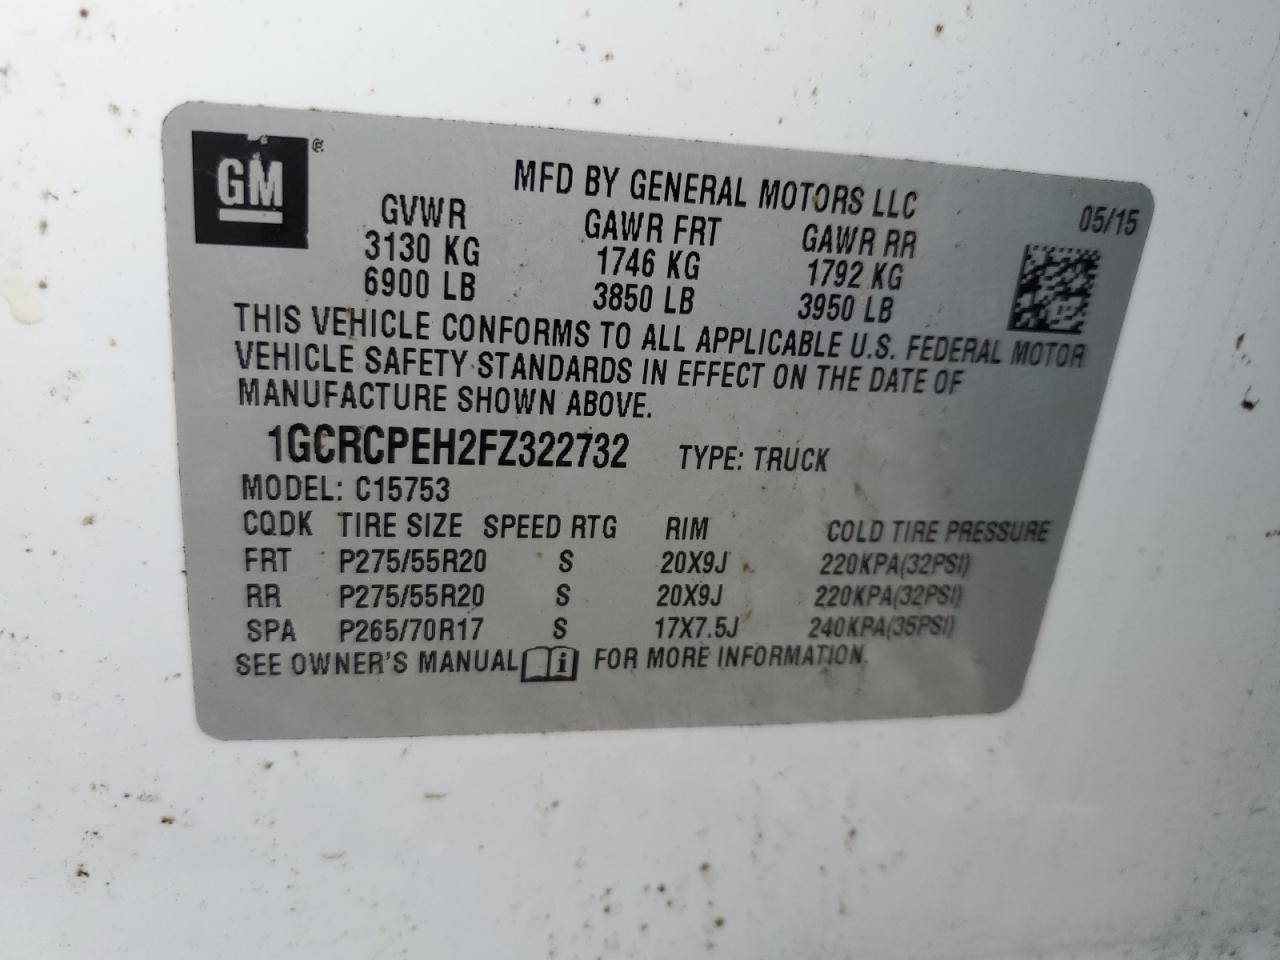 GM ®
MFD BY GENERAL MOTORS LLC
05/15
GVWR GAWR FRT GAWR RR
3130 KG 1746 KG 1792 KG
6900 LB 3850 LB 3950 LB
THIS VEHICLE CONFORMS TO ALL APPLICABLE U.S. FEDERAL MOTOR
VEHICLE SAFETY STANDARDS IN EFFECT ON THE DATE OF
MANUFACTURE SHOWN ABOVE.
1GCRCPEH2FZ322732 TYPE: TRUCK
MODEL: C15753
CQDK TIRE SIZE SPEED RTG RIM COLD TIRE PRESSURE
FRT P275/55R20 S 20X9J 220KPA(32PSI)
RR P275/55R20 S 20X9J 220KPA(32PSI)
SPA P265/70R17 S 17X7.5J 240KPA(35PSI)
SEE OWNER'S MANUAL i FOR MORE INFORMATION.